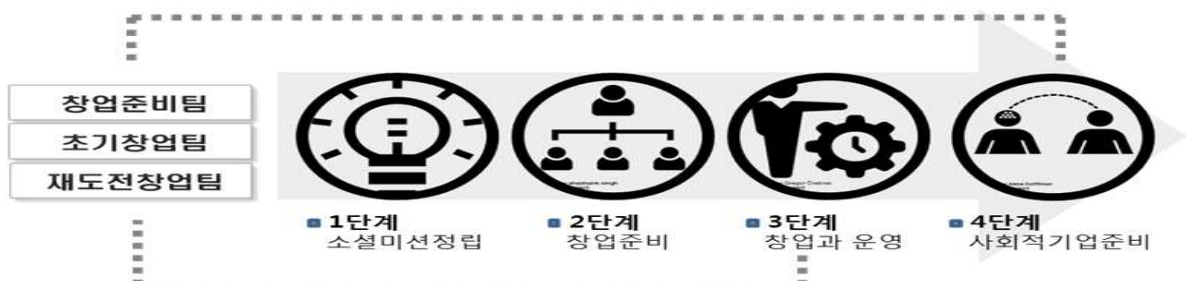 창업준비팀
초기창업팀
재도전창업팀
1단계
소셜미션정립
2단계
창업준비
3단계
창업과 운영
4단계
사회적기업준비